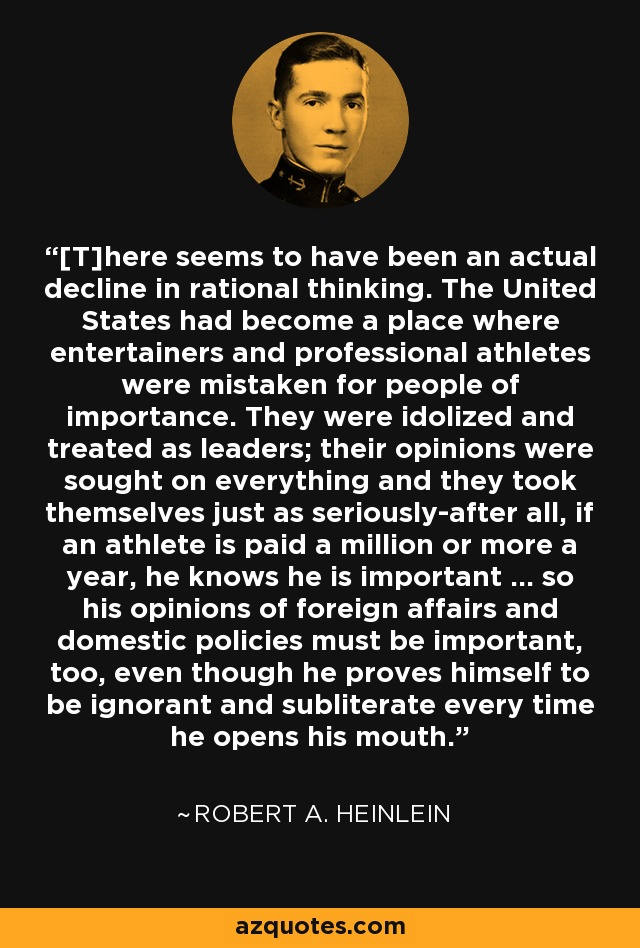 “[T]here seems to have been an actual
decline in rational thinking. The United
States had become a place where
entertainers and professional athletes
were mistaken for people of
importance. They were idolized and
treated as leaders; their opinions were
sought on everything and they took
themselves just as seriously-after all, if
an athlete is paid a million or more a
year, he knows he is important ... so
his opinions of foreign affairs and
domestic policies must be important,
too, even though he proves himself to
be ignorant and subliterate every time
he opens his mouth.”
~ROBERT A. HEINLEIN
azquotes.com